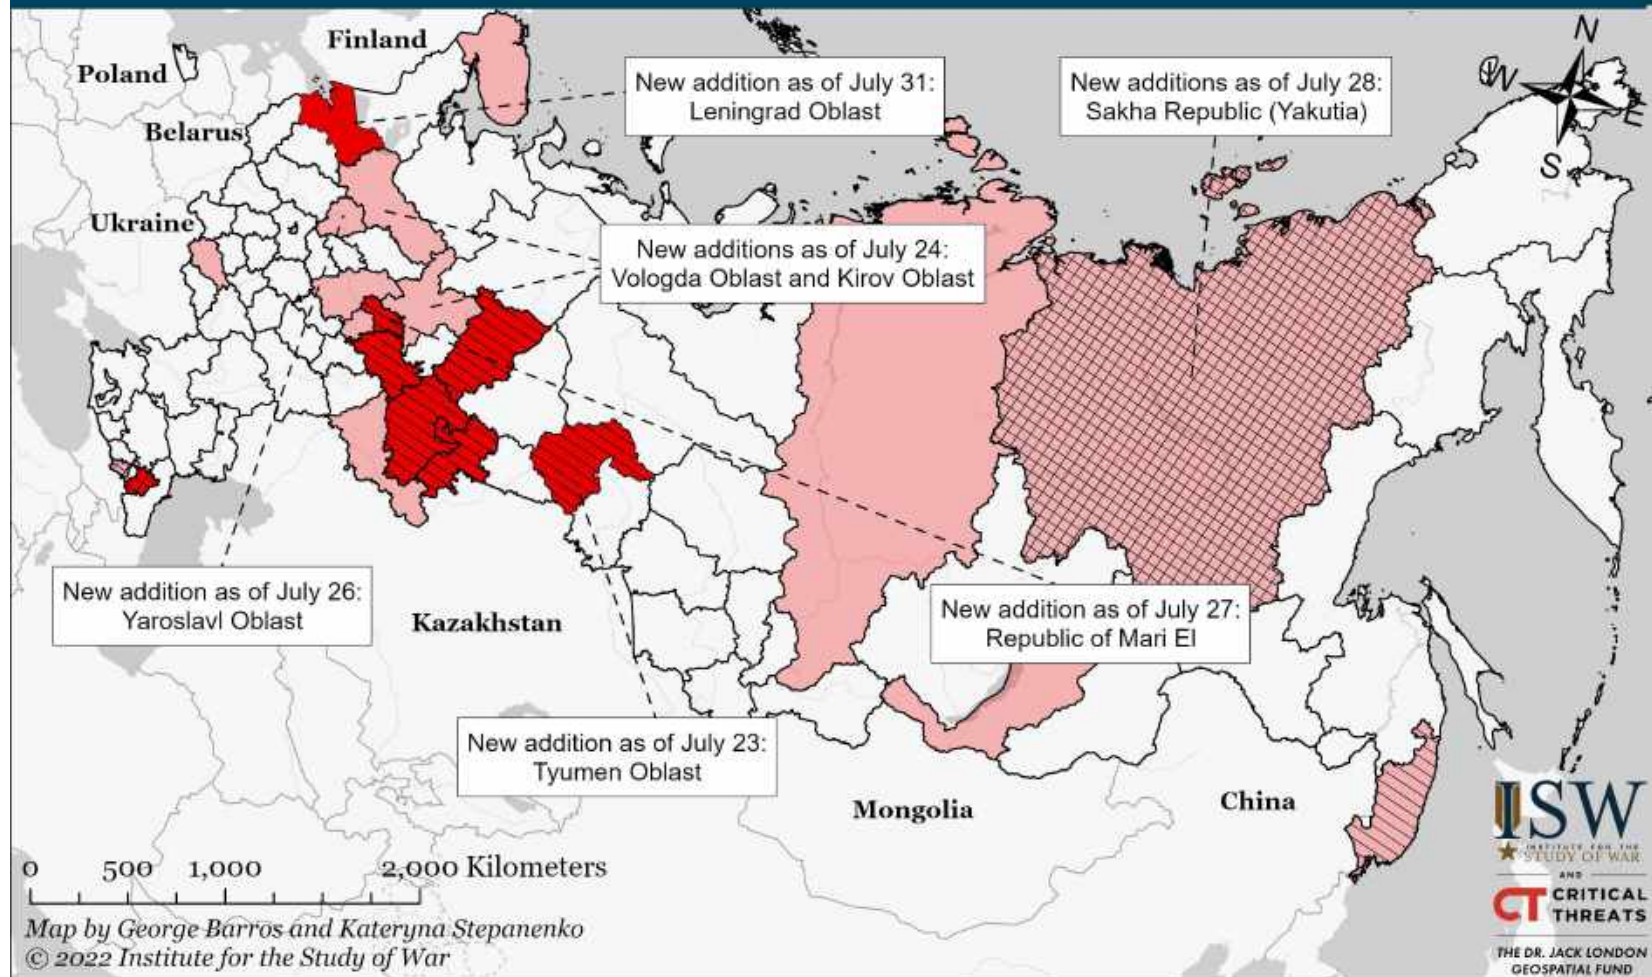 Finland
Poland
Belarus
Ukraine
New addition as of July 31:
Leningrad Oblast
New additions as of July 28:
Sakha Republic (Yakutia)
N
W
E
S
New additions as of July 24:
Vologda Oblast and Kirov Oblast
New addition as of July 26:
Yaroslavl Oblast
Kazakhstan
New addition as of July 27:
Republic of Mari El
New addition as of July 23:
Tyumen Oblast
Mongolia
China
0 500 1,000 2,000 Kilometers
Map by George Barros and Kateryna Stepanenko
© 2022 Institute for the Study of War
ISW
INSTITUTE FOR THE
STUDY OF WAR
AND
CT CRITICAL
THREATS
THE DR. JACK LONDON
GEOSPATIAL FUND